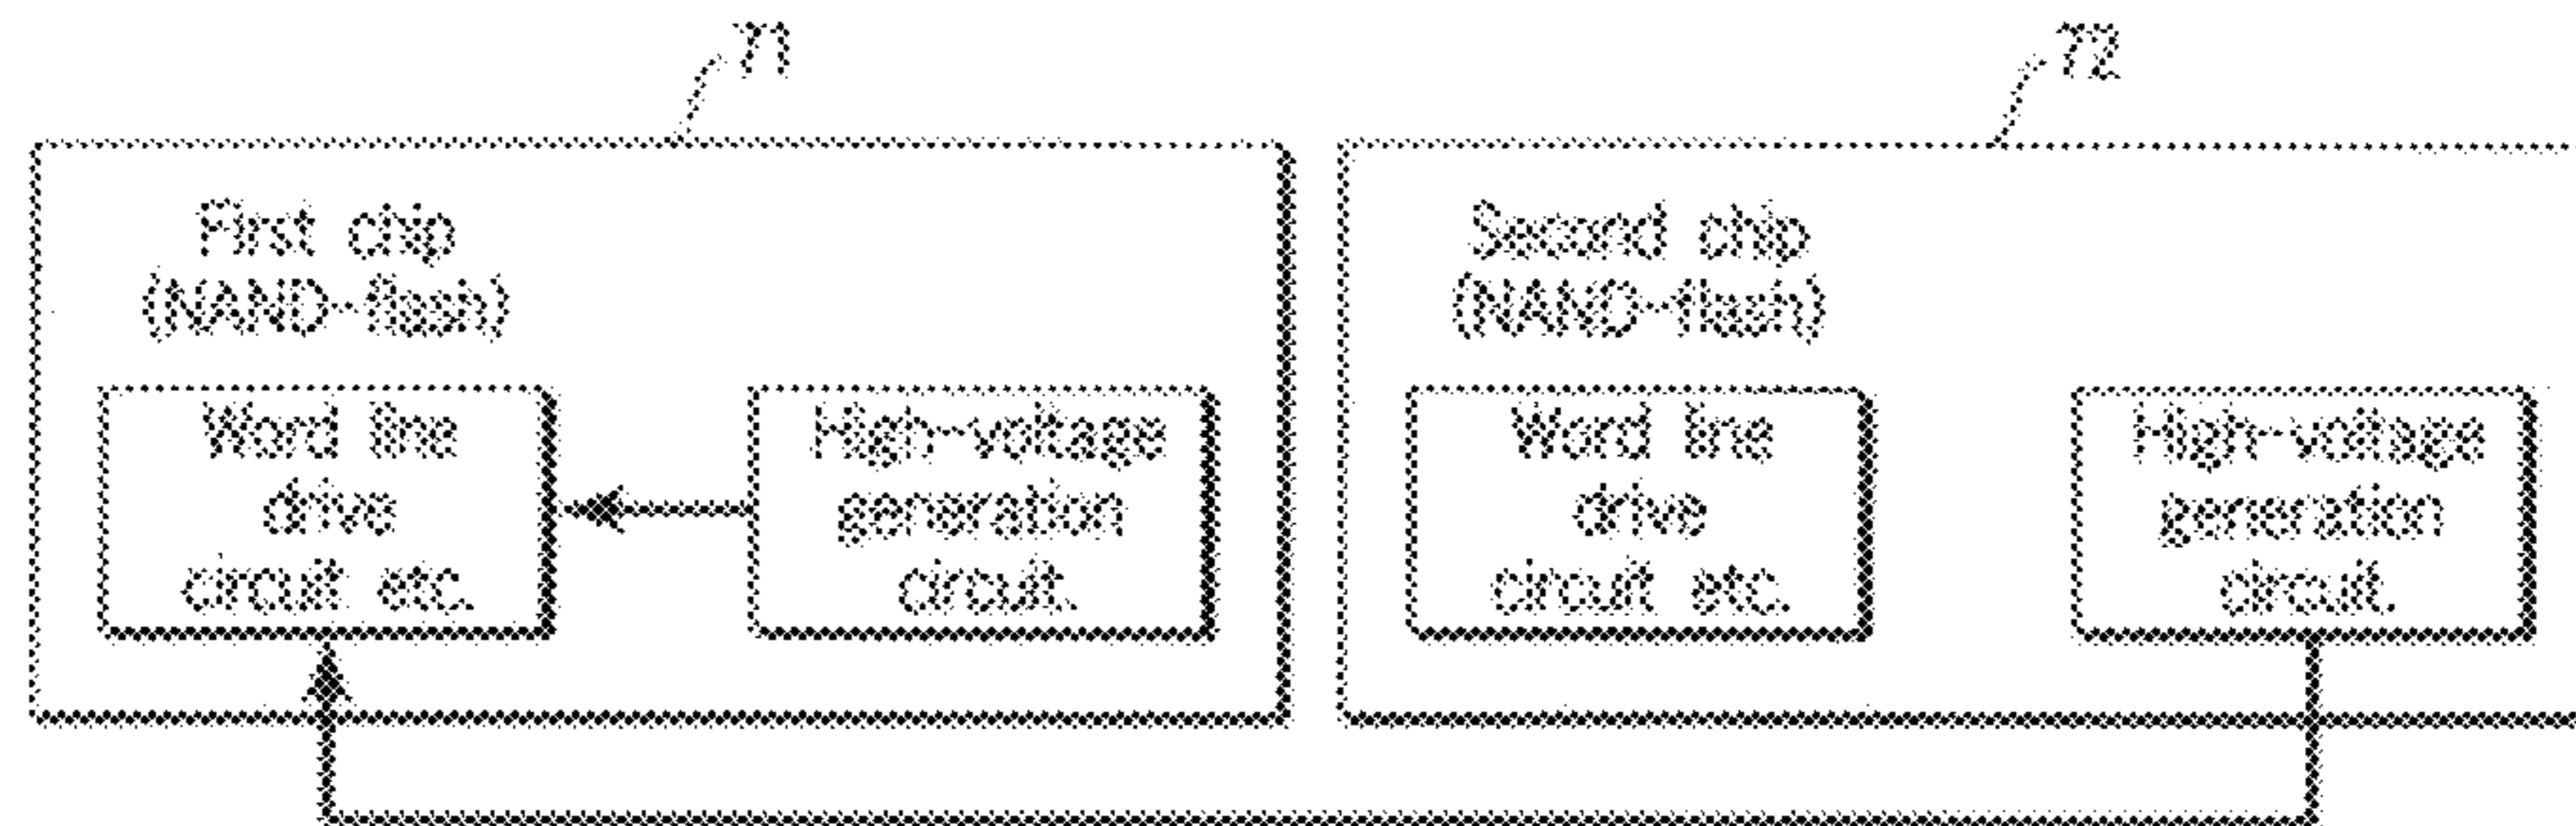 71
72
First chip
(NAND-flash)
Word line
drive
circuit etc.
High-voltage
generation
circuit
Second chip
(NAND-flash)
Word line
drive
circuit etc.
High-voltage
generation
circuit